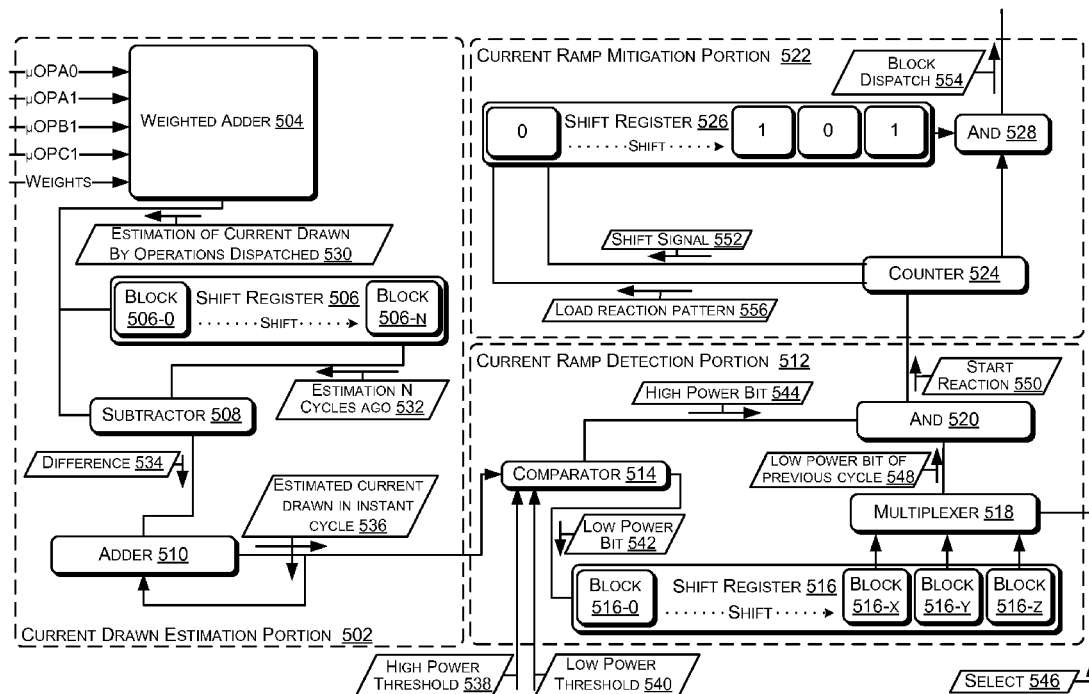 µOPA0
µOPA1
µOPB1
µOPC1
WEIGHTS
WEIGHTED ADDER 504
ESTIMATION OF CURRENT DRAWN
BY OPERATIONS DISPATCHED 530
BLOCK
506-0
SHIFT REGISTER 506
SHIFT
BLOCK
506-N
ESTIMATION N
CYCLES AGO 532
SUBTRACTOR 508
DIFFERENCE 534
ESTIMATED CURRENT
DRAWN IN INSTANT
CYCLE 536
ADDER 510
CURRENT DRAWN ESTIMATION PORTION 502
CURRENT RAMP MITIGATION PORTION 522
BLOCK
DISPATCH 554
0
SHIFT REGISTER 526
SHIFT
1
0
1
AND 528
SHIFT SIGNAL 552
COUNTER 524
LOAD REACTION PATTERN 556
CURRENT RAMP DETECTION PORTION 512
START
REACTION 550
HIGH POWER BIT 544
AND 520
LOW POWER BIT OF
PREVIOUS CYCLE 548
COMPARATOR 514
MULTIPLEXER 518
LOW POWER
BIT 542
BLOCK
516-0
SHIFT REGISTER 516
SHIFT
BLOCK
516-X
BLOCK
516-Y
BLOCK
516-Z
HIGH POWER
THRESHOLD 538
LOW POWER
THRESHOLD 540
SELECT 546